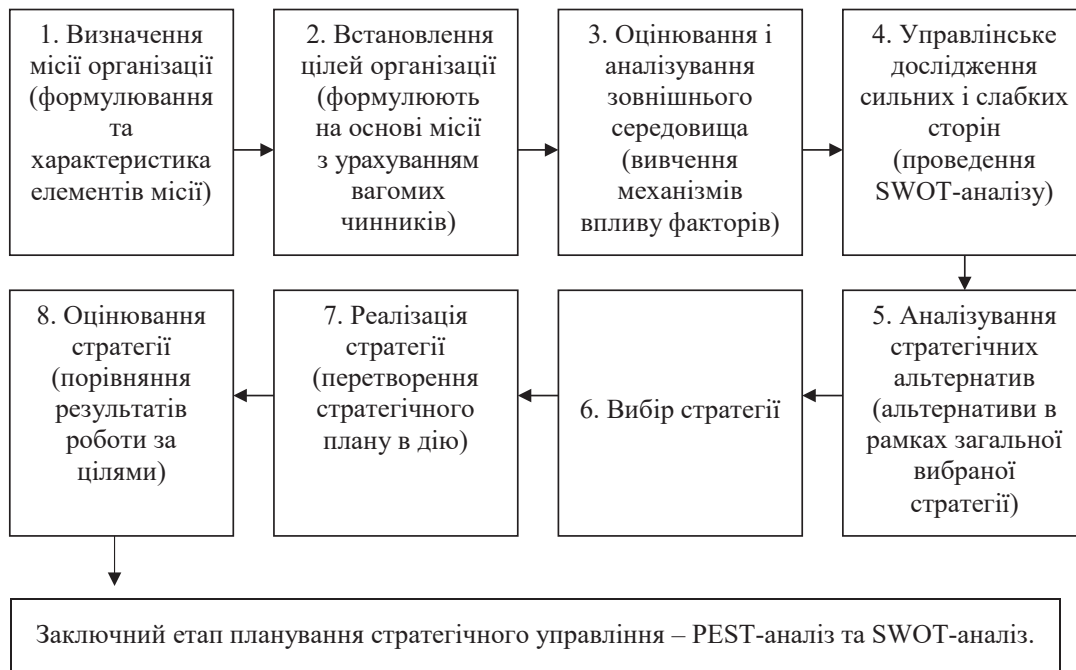 1. Визначення
місії організації
(формулювання
та
характеристика
елементів місії)
2. Встановлення
цілей організації
(формулюють
на основі місії
з урахуванням
вагомих
чинників)
3. Оцінювання і
аналізування
зовнішнього
середовища
(вивчення
механізмів
впливу факторів)
4. Управлінське
дослідження
сильних і слабких
сторін
(проведення
SWOT-аналізу)
5. Аналізування
стратегічних
альтернатив
(альтернативи в
рамках загальної
вибраної
стратегії)
6. Вибір стратегії
7. Реалізація
стратегії
(перетворення
стратегічного
плану в дію)
8. Оцінювання
стратегії
(порівняння
результатів
роботи за
цілями)
Заключний етап планування стратегічного управління – PEST-аналіз та SWOT-аналіз.